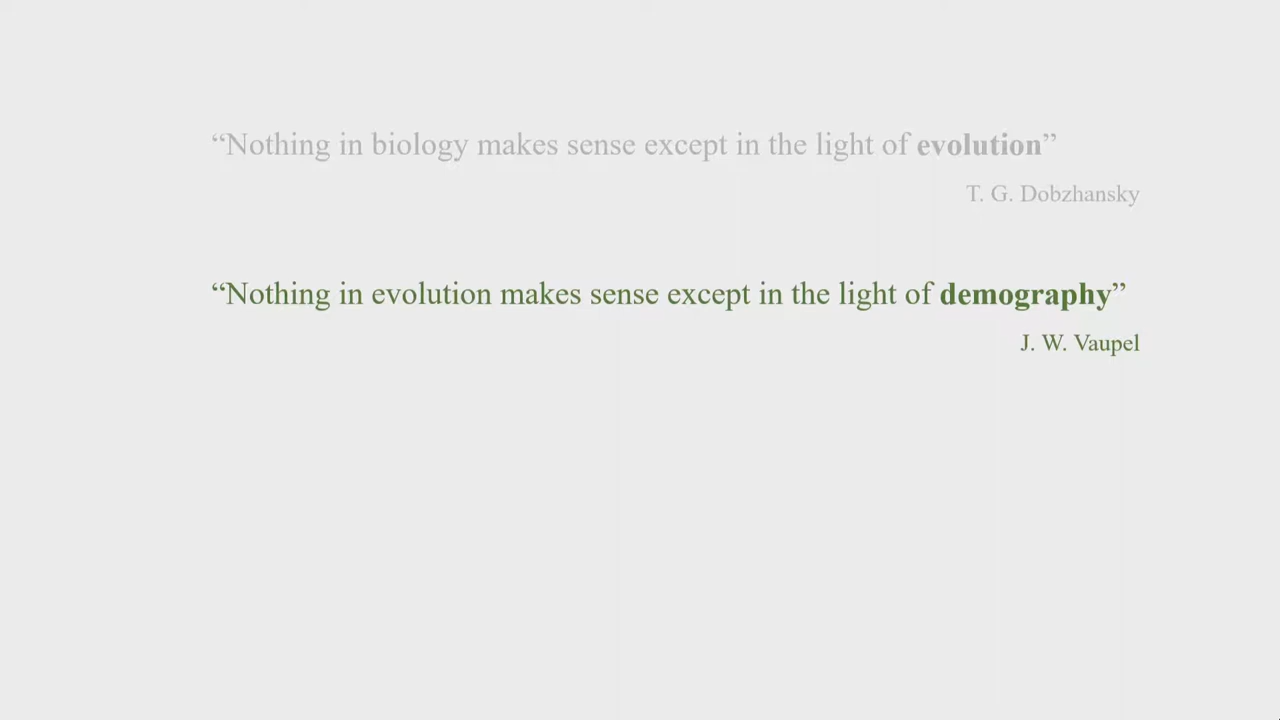 “Nothing in biology makes sense except in the light of evolution”
T. G. Dobzhansky
“Nothing in evolution makes sense except in the light of demography”
J. W. Vaupel